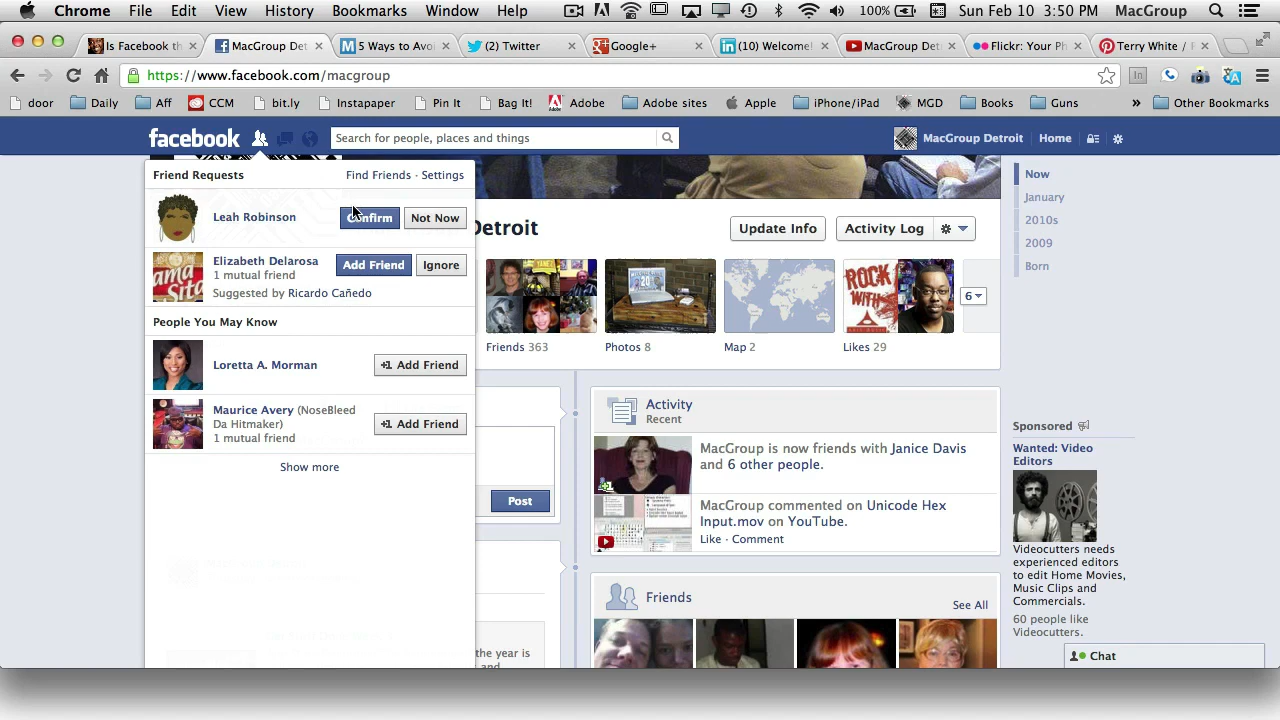 Chrome File Edit View History Bookmarks Window Help 100% Sun Feb 10 3:50 PM MacGroup
Is Facebook th
MacGroup Det
5 Ways to Avo
(2) Twitter
Google+
(10) Welcome!
MacGroup Det
Flickr: Your Ph
Terry White / P
https://www.facebook.com/macgroup
door Daily Aff CCM bit.ly Instapaper Pin It Bag It! Adobe Adobe sites Apple iPhone/iPad MGD Books Guns » Other Bookmarks
facebook
Search for people, places and things
MacGroup Detroit Home
Friend Requests
Find Friends · Settings
Leah Robinson
Confirm
Not Now
Elizabeth Delarosa
1 mutual friend
Suggested by Ricardo Cañedo
Add Friend
Ignore
People You May Know
Loretta A. Morman
+1 Add Friend
Maurice Avery (NoseBleed
Da Hitmaker)
1 mutual friend
+1 Add Friend
Show more
Detroit
Update Info
Activity Log
Friends 363
Photos 8
Map 2
ROCK
WITH
Likes 29
6
Post
Activity
Recent
MacGroup is now friends with Janice Davis
and 6 other people.
MacGroup commented on Unicode Hex
Input.mov on YouTube.
Like · Comment
Friends
See All
e year is
and
Now
January
2010s
2009
Born
Sponsored
Wanted: Video
Editors
Videocutters needs
experienced editors
to edit Home Movies,
Music Clips and
Commercials.
60 people like
Videocutters.
Chat